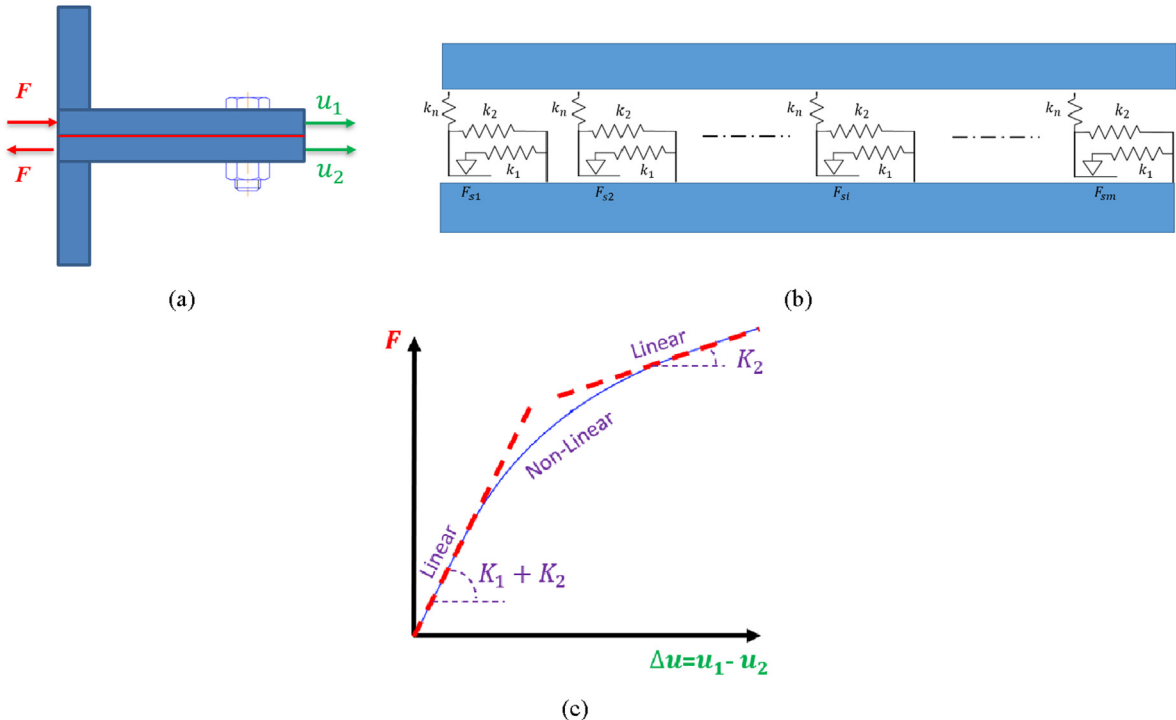 F
F
u₁
u₂
(a)
kₙ k₂ kₙ k₂ kₙ k₂ kₙ k₂
k₁ k₁ k₁ k₁
Fₛ₁ Fₛ₂ Fₛᵢ Fₛₘ
(b)
F
Linear
K₂
Non-Linear
Linear
K₁ + K₂
Δu=u₁- u₂
(c)